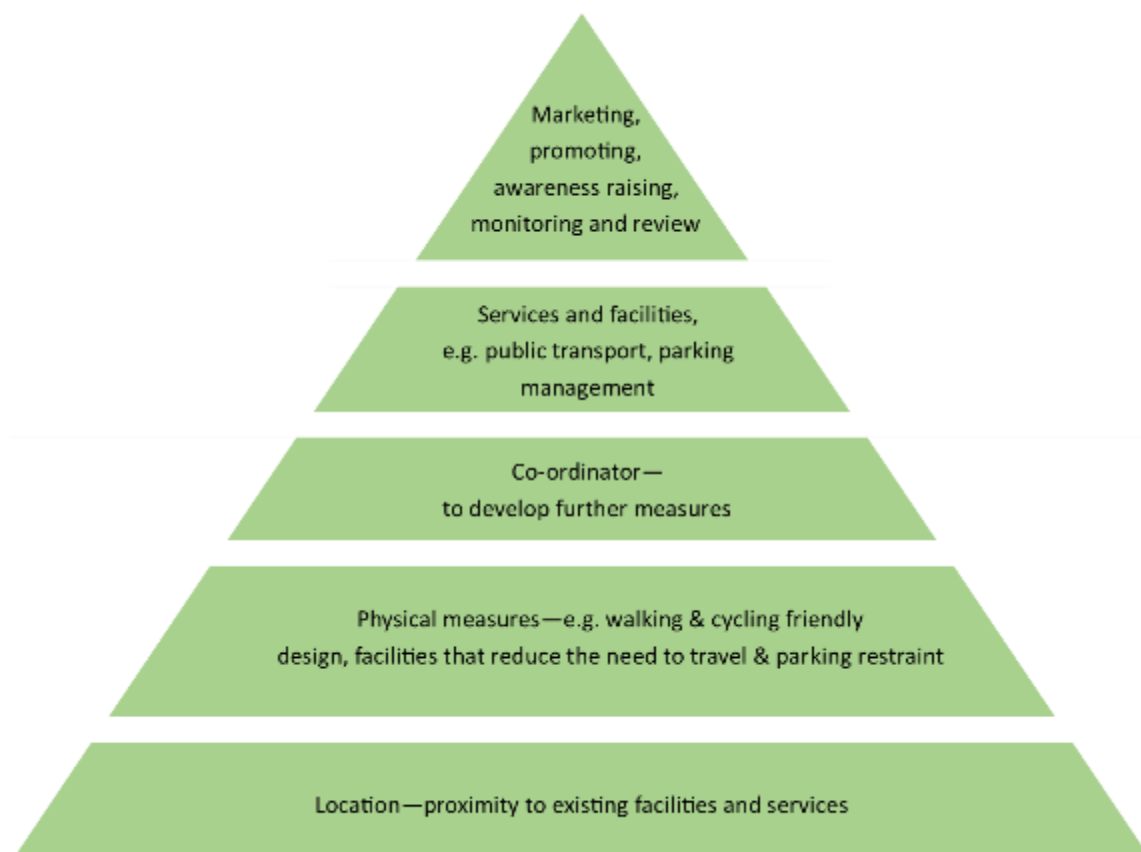 Marketing,
promoting,
awareness raising,
monitoring and review
Services and facilities,
e.g. public transport, parking
management
Co-ordinator—
to develop further measures
Physical measures—e.g. walking & cycling friendly
design, facilities that reduce the need to travel & parking restraint
Location—proximity to existing facilities and services